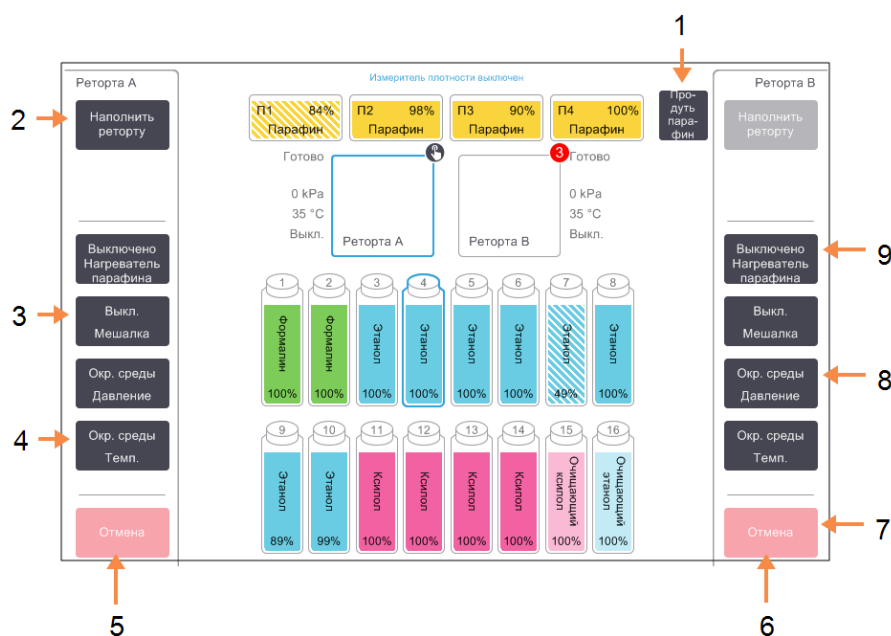 1
Реторта А
Измеритель плотности выключен
Реторта В
2
Наполнить
реторту
П1 84%
Парафин
П2 98%
Парафин
П3 90%
Парафин
П4 100%
Парафин
Про-
дуть
пара-
фин
Наполнить
реторту
Готово
0 kPa
35 °C
Выкл.
Реторта А
3
Реторта В
Готово
0 kPa
35 °C
Выкл.
Выключено
Нагреватель
парафина
3
Выкл.
Мешалка
Окр. среды
Давление
4
Окр. среды
Темп.
Отмена
5
1
Формалин
100%
2
Формалин
100%
3
Этанол
100%
4
Этанол
100%
5
Этанол
100%
6
Этанол
100%
7
Этанол
49%
8
Этанол
100%
9
Этанол
89%
10
Этанол
99%
11
Ксилол
100%
12
Ксилол
100%
13
Ксилол
100%
14
Ксилол
100%
15
Очищающий
ксилол
100%
16
Очищающий
этанол
100%
Выключено
Нагреватель
парафина
9
Выкл.
Мешалка
Окр. среды
Давление
8
Окр. среды
Темп.
Отмена
7
6